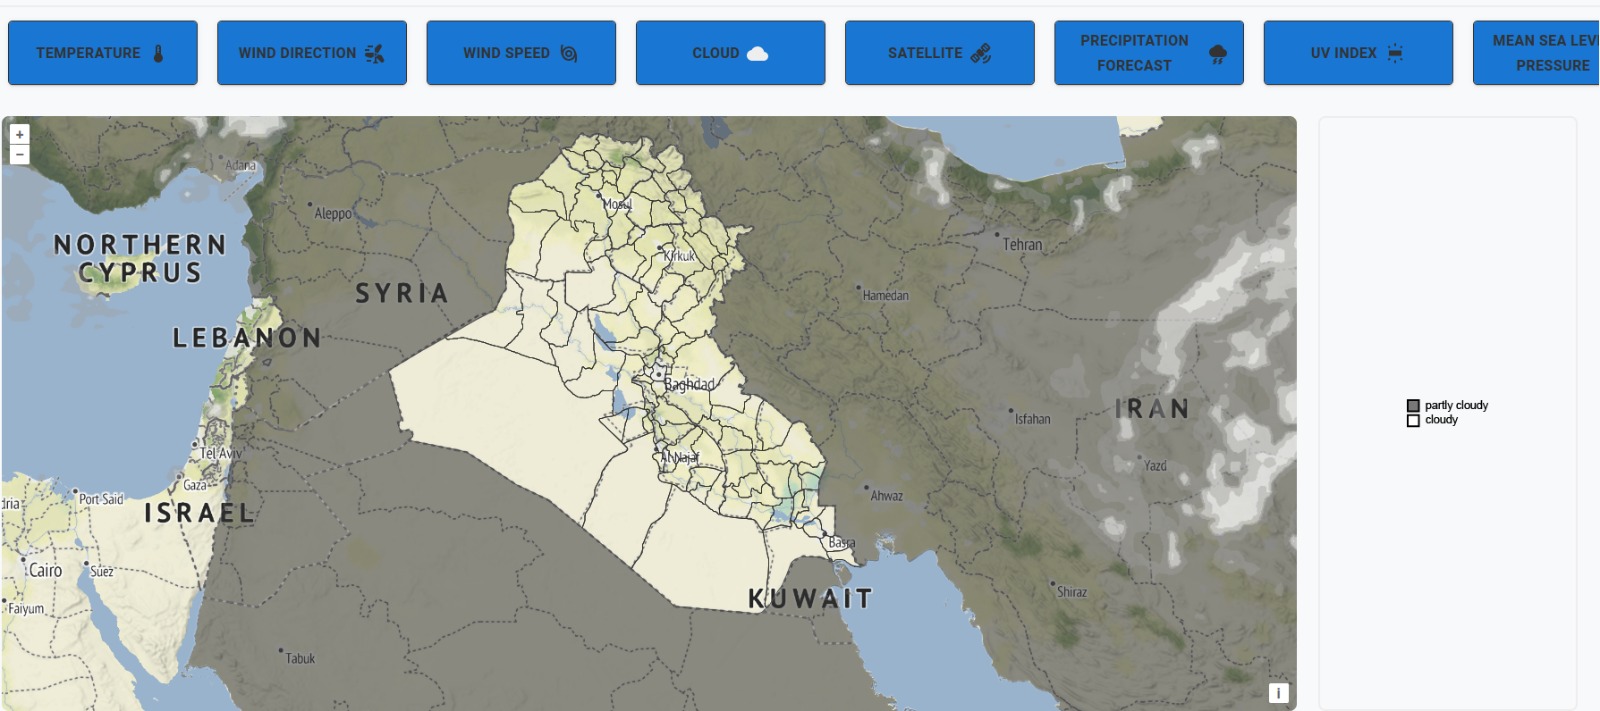 TEMPERATURE
WIND DIRECTION
WIND SPEED
CLOUD
SATELLITE
PRECIPITATION
FORECAST
UV INDEX
MEAN SEA LEV
PRESSURE
+
−
Adana
Aleppo
Mosul
NORTHERN
CYPRUS
Kirkuk
Tehran
SYRIA
Hamedan
LEBANON
Baghdad
Isfahan
IRAN
partly cloudy
cloudy
Tel Aviv
Al Najaf
Yazd
Gaza
Port Said
dria
Ahwaz
ISRAEL
Basra
Cairo
Suez
Shiraz
KUWAIT
Faiyum
Tabuk
i